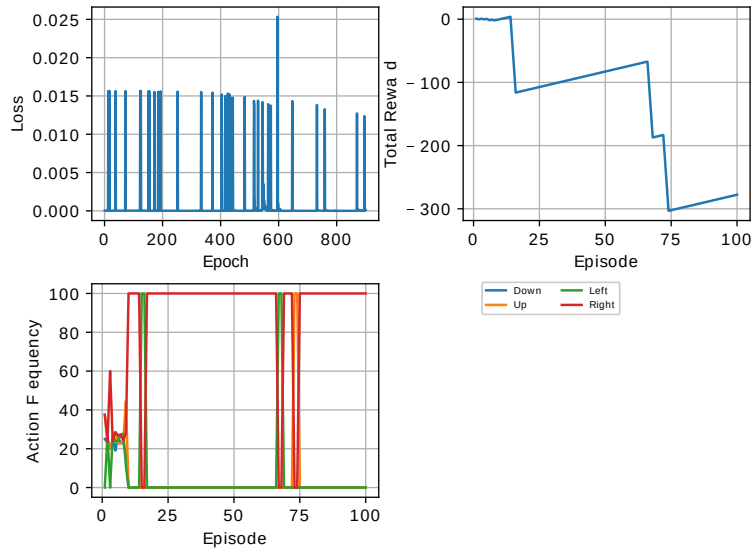 0.025
0.020
0.015
0.010
0.005
0.000
Loss
0 200 400 600 800
Epoch
0
− 100
− 200
− 300
Total Rewa d
0 25 50 75 100
Episode
Down
Up
Left
Right
100
80
60
40
20
0
Action F equency
0 25 50 75 100
Episode